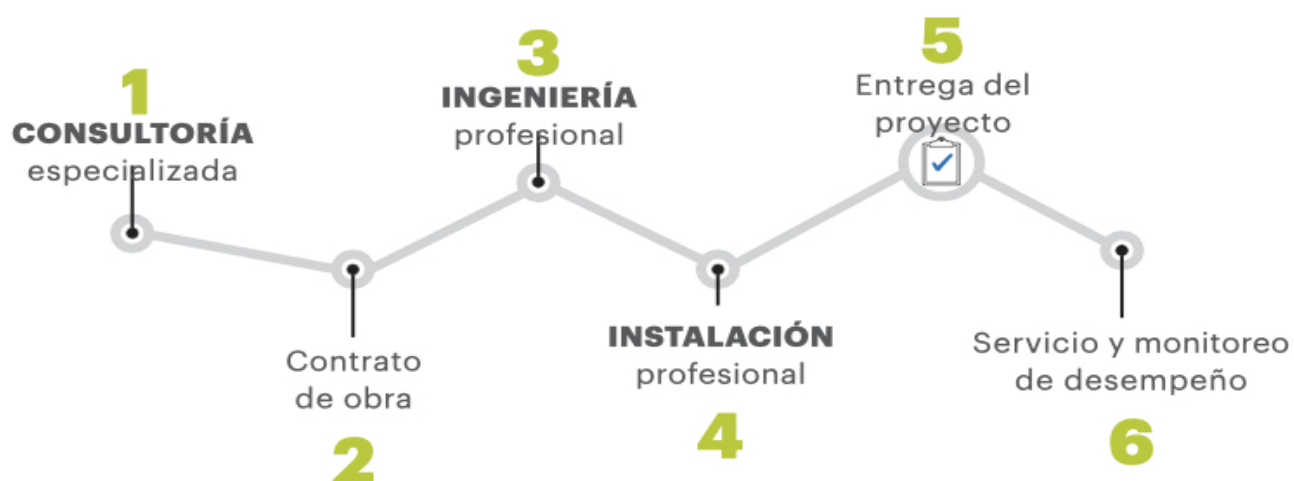 1
CONSULTORÍA
especializada
2
Contrato
de obra
3
INGENIERÍA
profesional
4
INSTALACIÓN
profesional
5
Entrega del
proyecto
6
Servicio y monitoreo
de desempeño